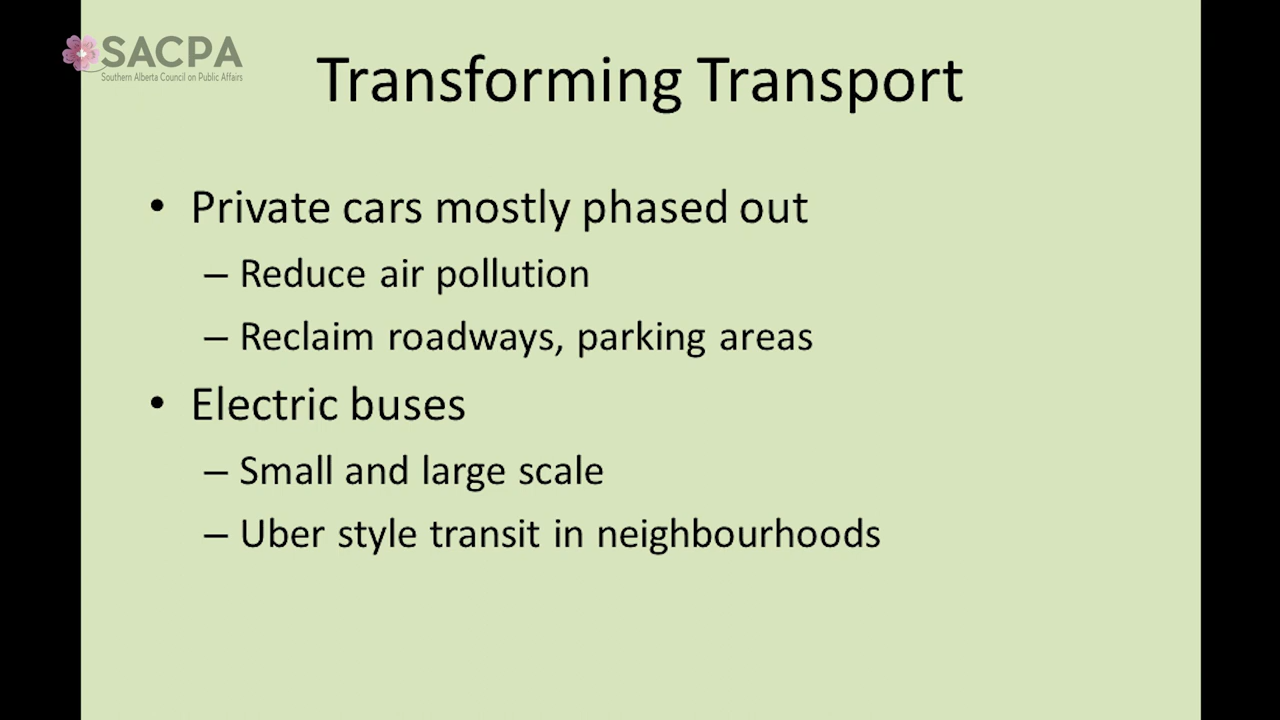 SACPA
Southern Alberta Council on Public Affairs
Transforming Transport
• Private cars mostly phased out
– Reduce air pollution
– Reclaim roadways, parking areas
• Electric buses
– Small and large scale
– Uber style transit in neighbourhoods